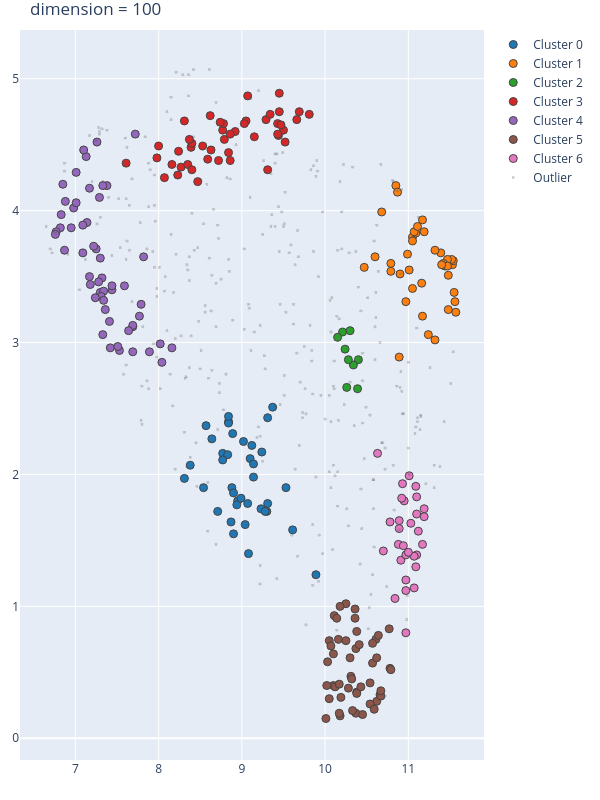 dimension = 100
Cluster 0
Cluster 1
Cluster 2
Cluster 3
Cluster 4
Cluster 5
Cluster 6
Outlier
5
4
3
2
1
0
7 8 9 10 11